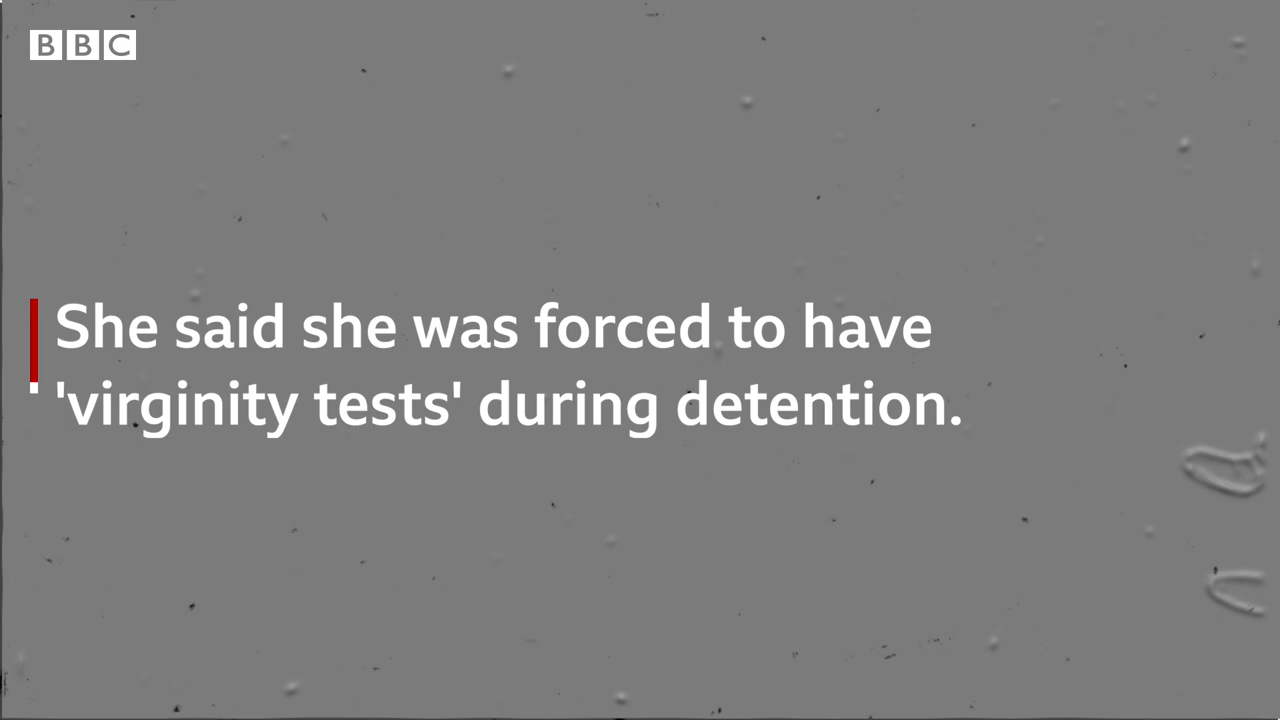 BBC
She said she was forced to have
'virginity tests' during detention.